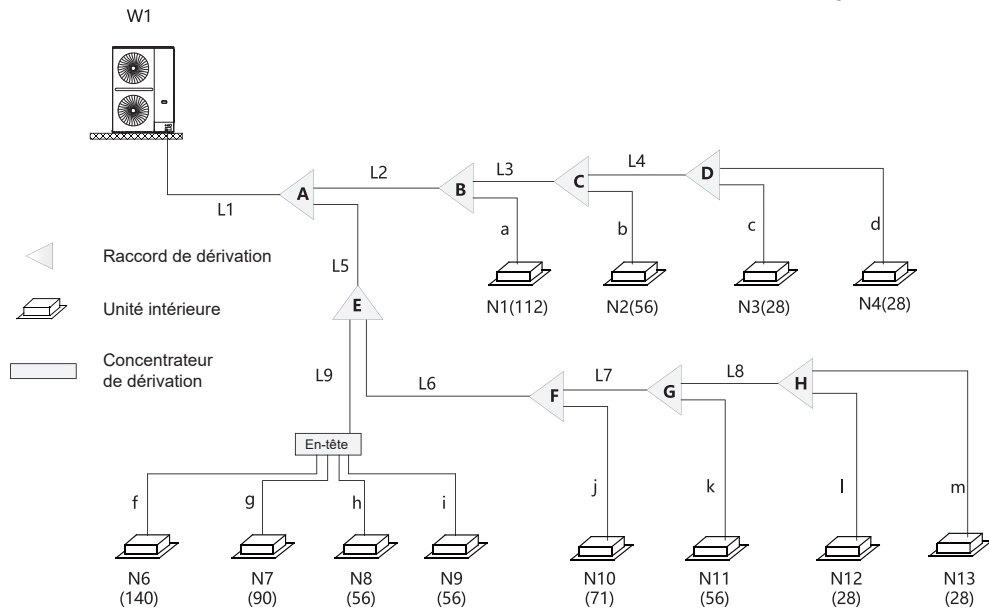 W1
L1
A
L2
B
L3
C
L4
D
a
b
c
d
N1(112)
N2(56)
N3(28)
N4(28)
Raccord de dérivation
Unité intérieure
Concentrateur
de dérivation
L5
E
L9
L6
F
L7
G
L8
H
En-tête
f
g
h
i
j
k
l
m
N6
(140)
N7
(90)
N8
(56)
N9
(56)
N10
(71)
N11
(56)
N12
(28)
N13
(28)